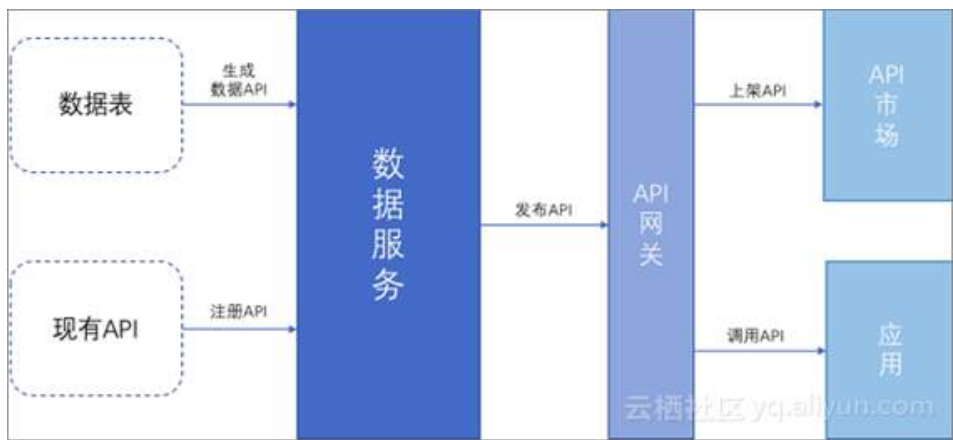 数据表
生成
数据API
数据服务
现有API
注册API
发布API
API
网关
上架API
API
市场
调用API
应用
云栖社区 yq.aliyun.com